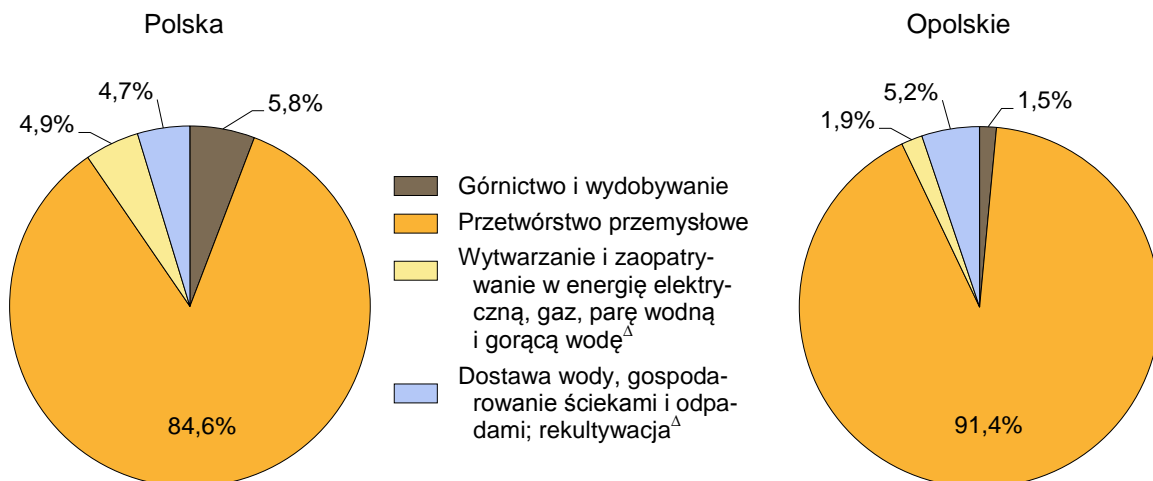 Polska
Opolskie
4,9%
4,7%
5,8%
84,6%
Górnictwo i wydobywanie
Przetwórstwo przemysłowe
Wytwarzanie i zaopatry-
wanie w energię elektry-
czną, gaz, parę wodną
i gorącą wodę^Δ
Dostawa wody, gospoda-
rowanie ściekami i odpa-
dami; rekultywacja^Δ
1,9%
5,2%
1,5%
91,4%